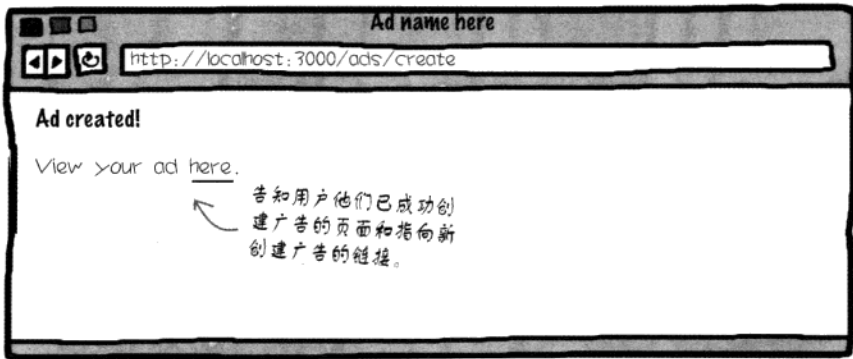 Ad name here
http://localhost:3000/ads/create
Ad created!
View your ad here.
告知用户他们已成功创
建广告的页面和指向新
创建广告的链接。